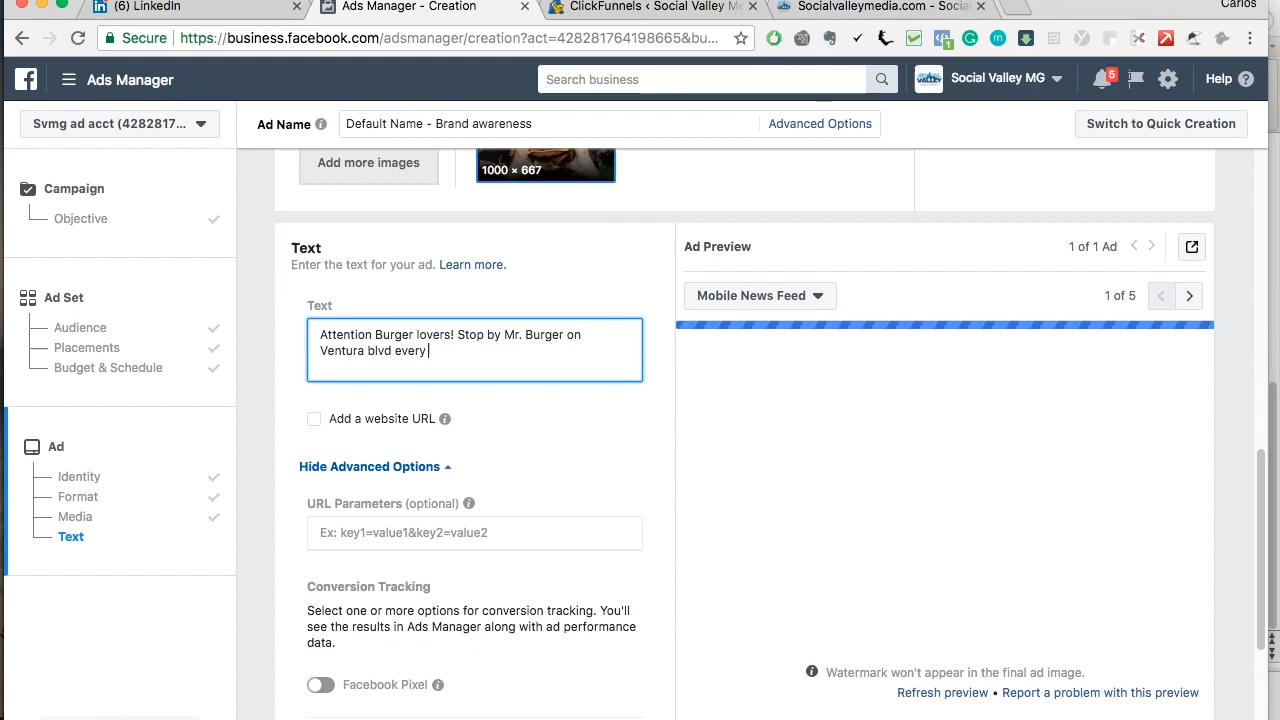 (6) LinkedIn
Ads Manager - Creation
ClickFunnels ‹ Social Valley Me
Socialvalleymedia.com - Social
Carlos
Secure
https://business.facebook.com/adsmanager/creation?act=428281764198665&bu...
1
Ads Manager
Search business
Social Valley MG
5
Help
Svmg ad acct (4282817...
Ad Name
Default Name - Brand awareness
Advanced Options
Switch to Quick Creation
Campaign
Objective
Ad Set
Audience
Placements
Budget & Schedule
Ad
Identity
Format
Media
Text
Add more images
1000 × 667
Text
Enter the text for your ad. Learn more.
Text
Attention Burger lovers! Stop by Mr. Burger on
Ventura blvd every
Add a website URL
Hide Advanced Options
URL Parameters (optional)
Ex: key1=value1&key2=value2
Conversion Tracking
Select one or more options for conversion tracking. You'll
see the results in Ads Manager along with ad performance
data.
Facebook Pixel
Ad Preview
1 of 1 Ad
Mobile News Feed
1 of 5
Watermark won't appear in the final ad image.
Refresh preview • Report a problem with this preview